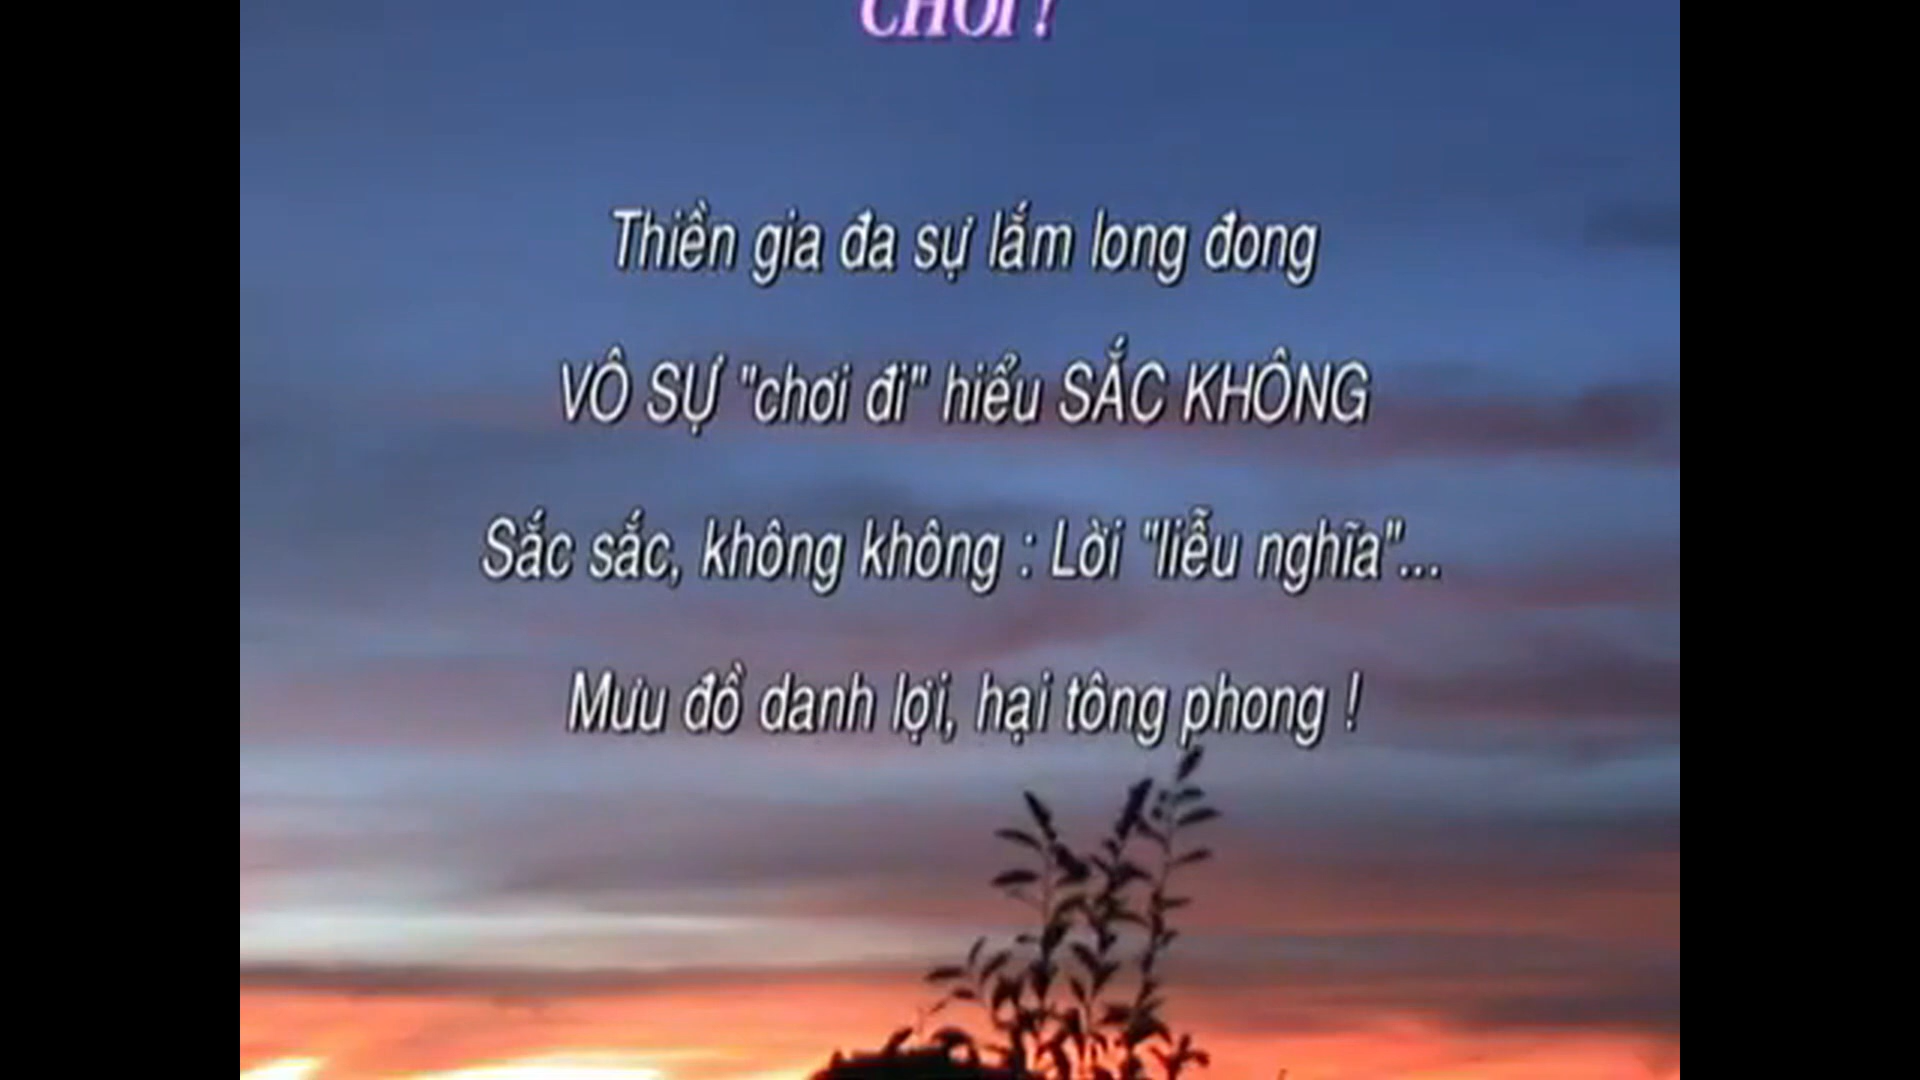 CHƠI !
Thiền gia đa sự lắm long đong
VÔ SỰ "chơi đi" hiểu SẮC KHÔNG
Sắc sắc, không không : Lời "liễu nghĩa"...
Mưu đồ danh lợi, hại tông phong !